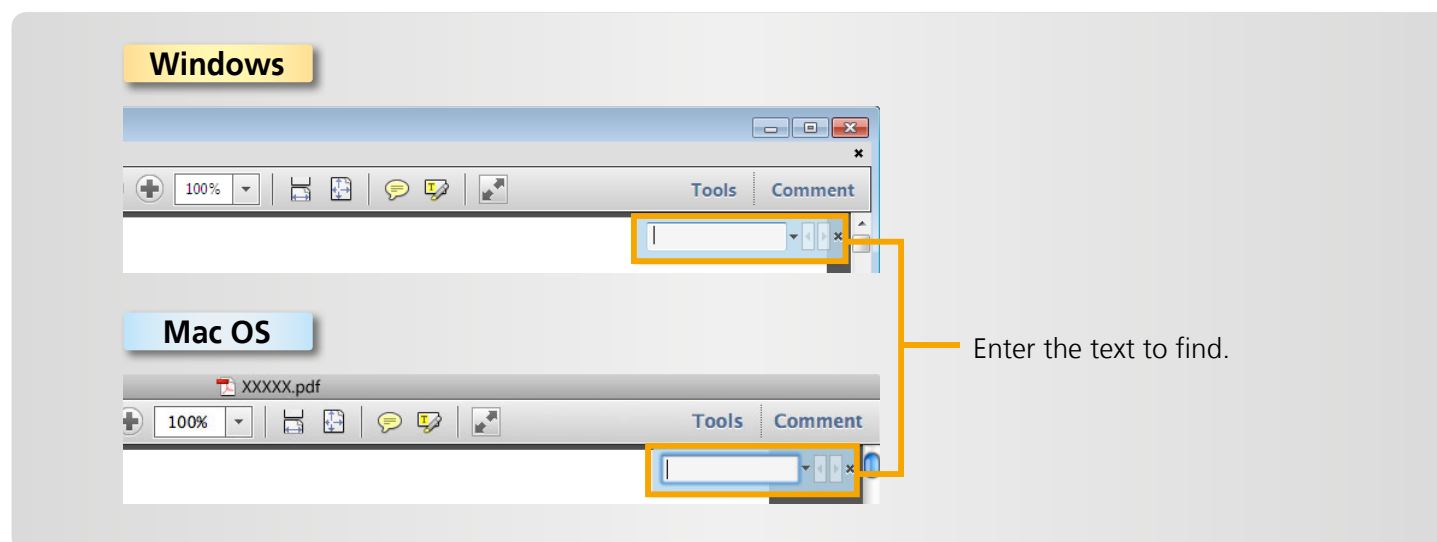 Windows
100%
Tools
Comment
Mac OS
Enter the text to find.
XXXXX.pdf
100%
Tools
Comment